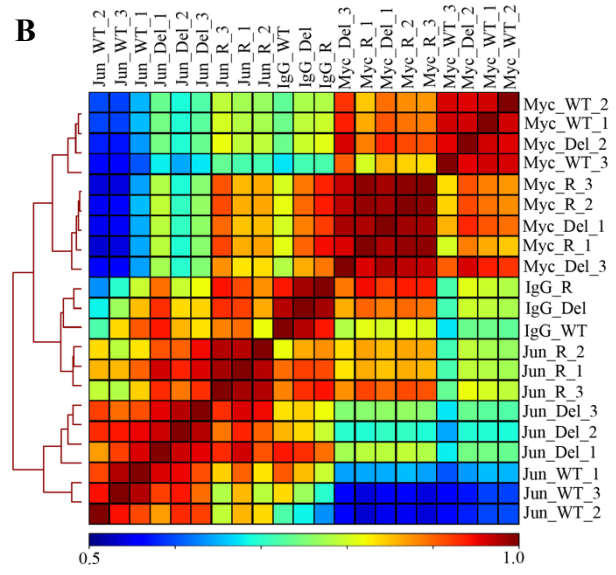 B
Jun_WT_2
Jun_WT_3
Jun_WT_1
Jun_Del_1
Jun_Del_2
Jun_Del_3
Jun_R_3
Jun_R_1
Jun_R_2
IgG_WT
IgG_Del
IgG_R
Myc_Del_3
Myc_R_1
Myc_Del_1
Myc_R_2
Myc_R_3
Myc_WT_3
Myc_Del_2
Myc_WT_1
Myc_WT_2
Myc_WT_2
Myc_WT_1
Myc_Del_2
Myc_WT_3
Myc_R_3
Myc_R_2
Myc_Del_1
Myc_R_1
Myc_Del_3
IgG_R
IgG_Del
IgG_WT
Jun_R_2
Jun_R_1
Jun_R_3
Jun_Del_3
Jun_Del_2
Jun_Del_1
Jun_WT_1
Jun_WT_3
Jun_WT_2
0.5 1.0